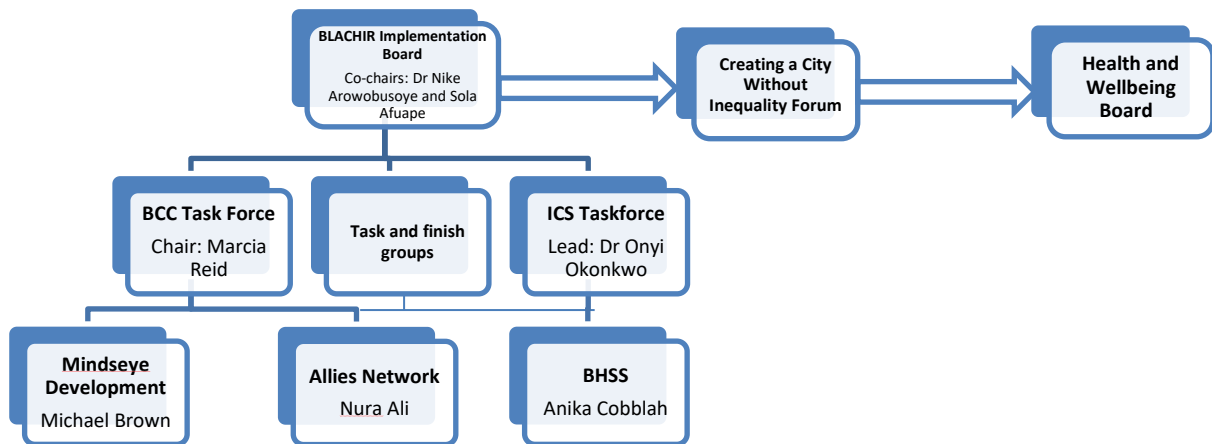 BLACHIR Implementation
Board
Co-chairs: Dr Nike
Arowobusoye and Sola
Afuape
Creating a City
Without
Inequality Forum
Health and
Wellbeing
Board
BCC Task Force
Chair: Marcia
Reid
Task and finish
groups
ICS Taskforce
Lead: Dr Onyi
Okonkwo
Mindseye
Development
Michael Brown
Allies Network
Nura Ali
BHSS
Anika Cobblah